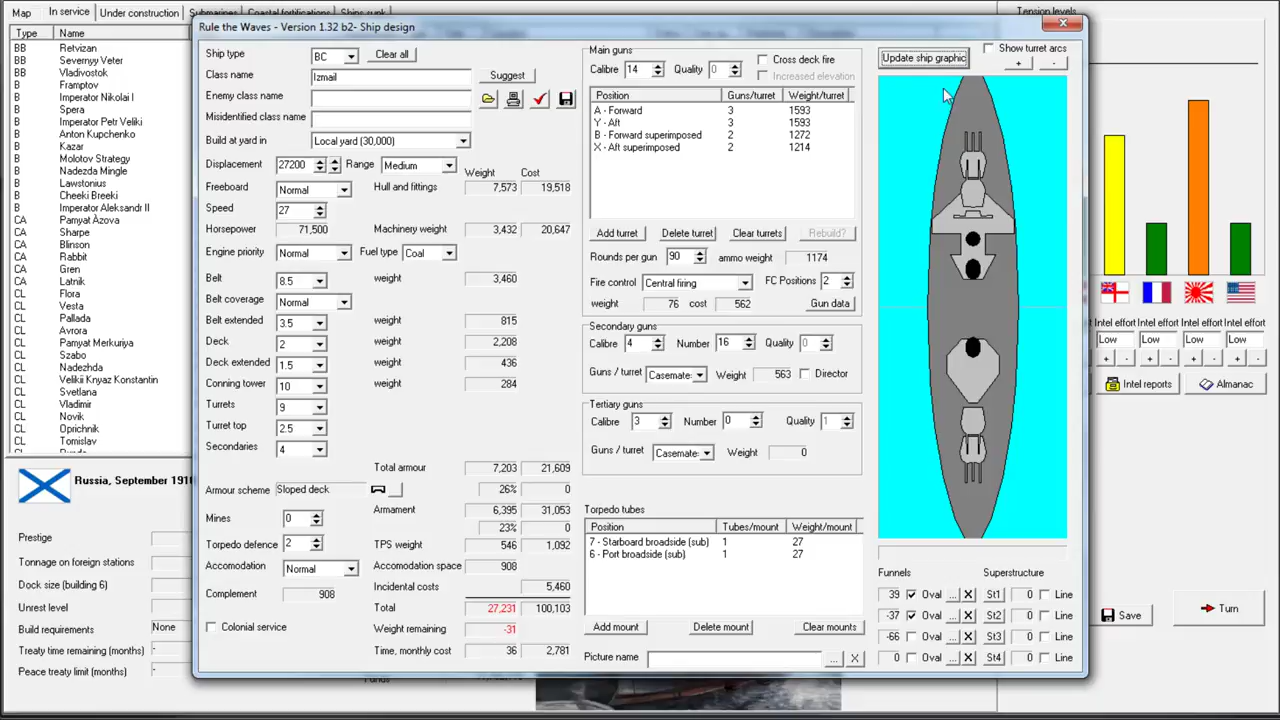 Map
In service
Under construction
Submarines
Coastal fortifications
Ships sunk
Tension levels
Type
Name
BB Retvizan
BB Severnyy Veter
BB Vladivostok
B Framptov
B Imperator Nikolai I
B Spera
B Imperator Petr Veliki
B Anton Kupchenko
B Kazak
B Molotov Strategy
B Nadezda Mingle
B Vedjmak
B Lawstonius
B Cheeki Breeki
B Imperator Aleksandr II
CA Pamyat Àzova
CA Sharpe
CA Blinson
CA Rabbit
CA Gren
CA Latnik
CL Flora
CL Vesta
CL Pallada
CL Avrora
CL Pamyat Merkuriya
CL Szabo
CL Nadezhda
CL Velikii Knyaz Konstantin
CL Svetlana
CL Vladimir
CL Novik
CL Oprichnik
CL Tomislav
Russia, September 1910
Prestige
Tonnage on foreign stations
Dock size (building 6)
Unrest level
Build requirements None
Treaty time remaining (months) -
Peace treaty limit (months) -
Rule the Waves - Version 1.32 b2- Ship design
Ship type BC Clear all
Class name Izmail Suggest
Enemy class name
Misidentified class name
Build at yard in Local yard (30,000)
Displacement 27200 Range Medium
Weight Cost
Freeboard Normal Hull and fittings 7,573 19,518
Speed 27
Horsepower 71,500 Machinery weight 3,432 20,647
Engine priority Normal Fuel type Coal
Belt 8.5 weight 3,460
Belt coverage Normal
Belt extended 3.5 weight 815
Deck 2 weight 2,208
Deck extended 1.5 weight 436
Conning tower 10 weight 284
Turrets 9
Turret top 2.5
Secondaries 4
Total armour 7,203 21,609
Armour scheme Sloped deck 26% 0
Armament 6,395 31,053
Mines 0 23% 0
Torpedo defence 2 TPS weight 546 1,092
Accomodation Normal Accomodation space 908
Complement 908 Incidental costs 5,460
Total 27,231 100,103
Colonial service Weight remaining -31
Time, monthly cost 36 2,781
Main guns
Calibre 14 Quality 0 Cross deck fire
Increased elevation
Position Guns/turret Weight/turret
A - Forward 3 1593
Y - Aft 3 1593
B - Forward superimposed 2 1272
X - Aft superimposed 2 1214
Add turret Delete turret Clear turrets Rebuild?
Rounds per gun 90 ammo weight 1174
Fire control Central firing FC Positions 2
weight 76 cost 562 Gun data
Secondary guns
Calibre 4 Number 16 Quality 0
Guns / turret Casemate: Weight 563 Director
Tertiary guns
Calibre 3 Number 0 Quality 1
Guns / turret Casemate: Weight 0
Torpedo tubes
Position Tubes/mount Weight/mount
7 - Starboard broadside (sub) 1 27
6 - Port broadside (sub) 1 27
Add mount Delete mount Clear mounts
Picture name ... X
Update ship graphic Show turret arcs
+ -
Funnels Superstructure
39 Oval ... X St1 0 Line
-37 Oval ... X St2 0 Line
-66 Oval ... X St3 0 Line
0 Oval ... X St4 0 Line
Intel effort Intel effort Intel effort Intel effort
Low Low Low Low
+ - + - + - + -
Intel reports Almanac
Save Turn